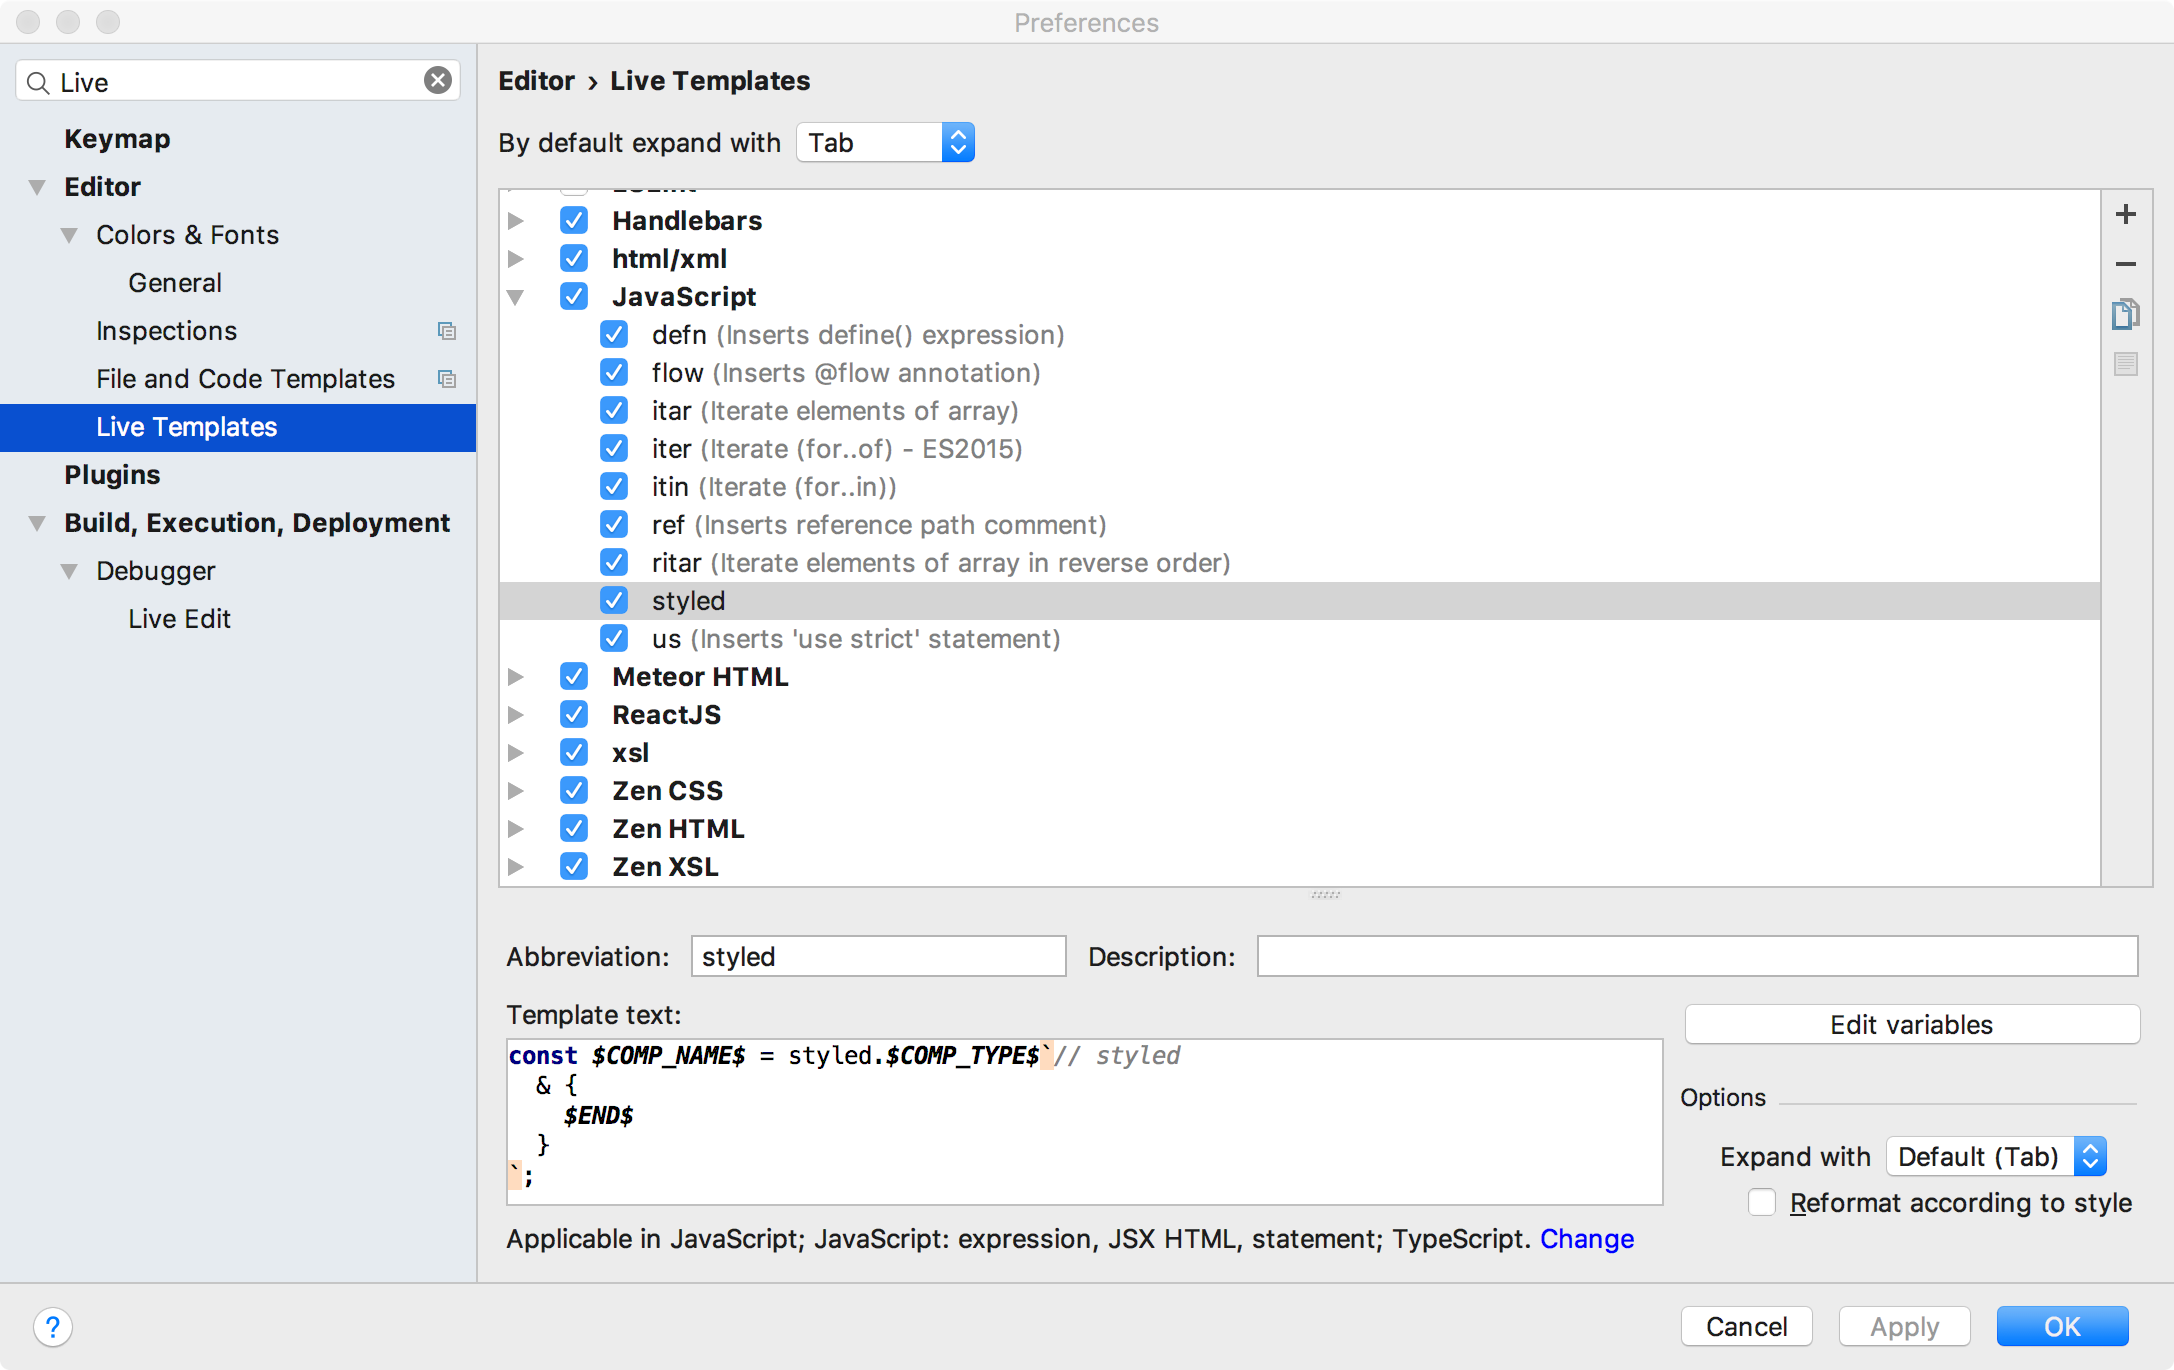 Preferences
Live
Keymap
Editor
Colors & Fonts
General
Inspections
File and Code Templates
Live Templates
Plugins
Build, Execution, Deployment
Debugger
Live Edit
Editor › Live Templates
By default expand with Tab
Handlebars
html/xml
JavaScript
defn (Inserts define() expression)
flow (Inserts @flow annotation)
itar (Iterate elements of array)
iter (Iterate (for..of) - ES2015)
itin (Iterate (for..in))
ref (Inserts reference path comment)
ritar (Iterate elements of array in reverse order)
styled
us (Inserts 'use strict' statement)
Meteor HTML
ReactJS
xsl
Zen CSS
Zen HTML
Zen XSL
Abbreviation: styled Description:
Template text:
Edit variables
const $COMP_NAME$ = styled.$COMP_TYPE$`// styled
& {
$END$
}
`;
Options
Expand with Default (Tab)
Reformat according to style
Applicable in JavaScript; JavaScript: expression, JSX HTML, statement; TypeScript. Change
? Cancel Apply OK